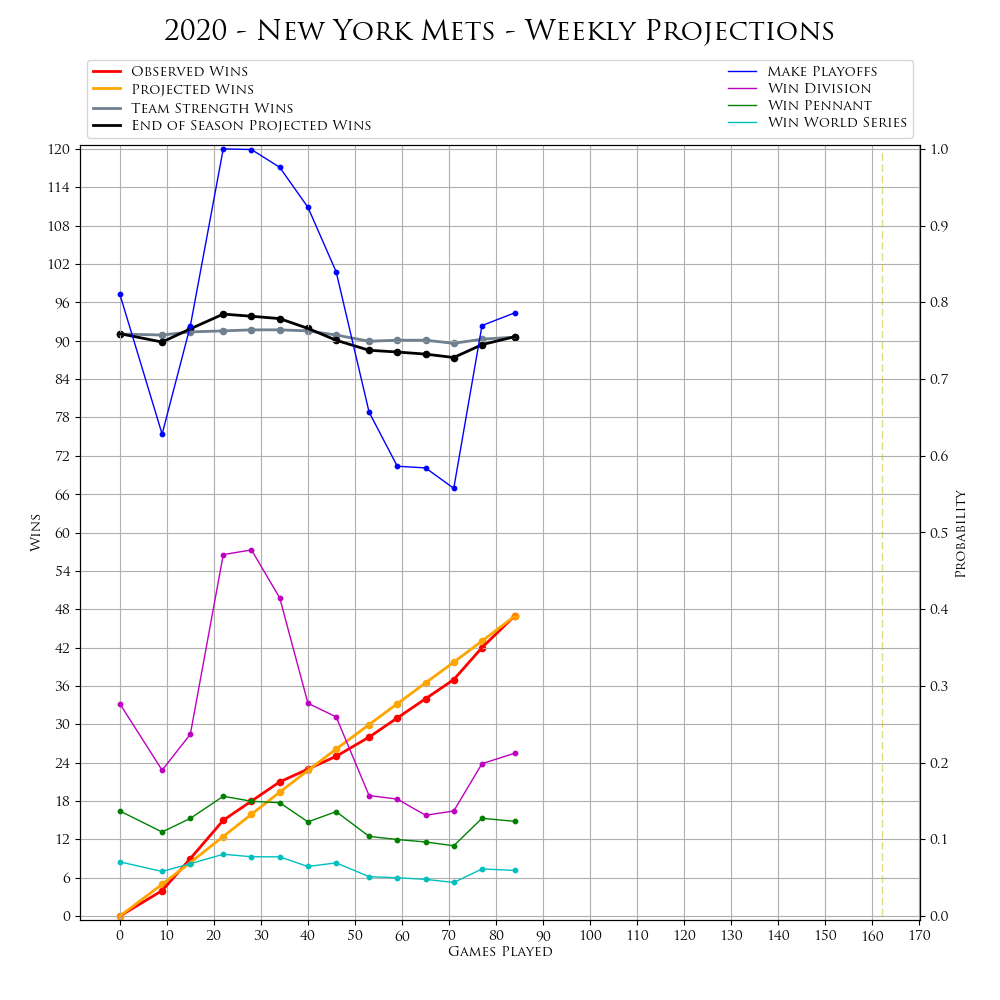 2020 - New York Mets - Weekly Projections
Observed Wins
Projected Wins
Team Strength Wins
End of Season Projected Wins
Make Playoffs
Win Division
Win Pennant
Win World Series
120
114
108
102
96
90
84
78
72
66
60
54
48
42
36
30
24
18
12
6
0
Wins
1.0
0.9
0.8
0.7
0.6
0.5
0.4
0.3
0.2
0.1
0.0
Probability
0 10 20 30 40 50 60 70 80 90 100 110 120 130 140 150 160 170
Games Played